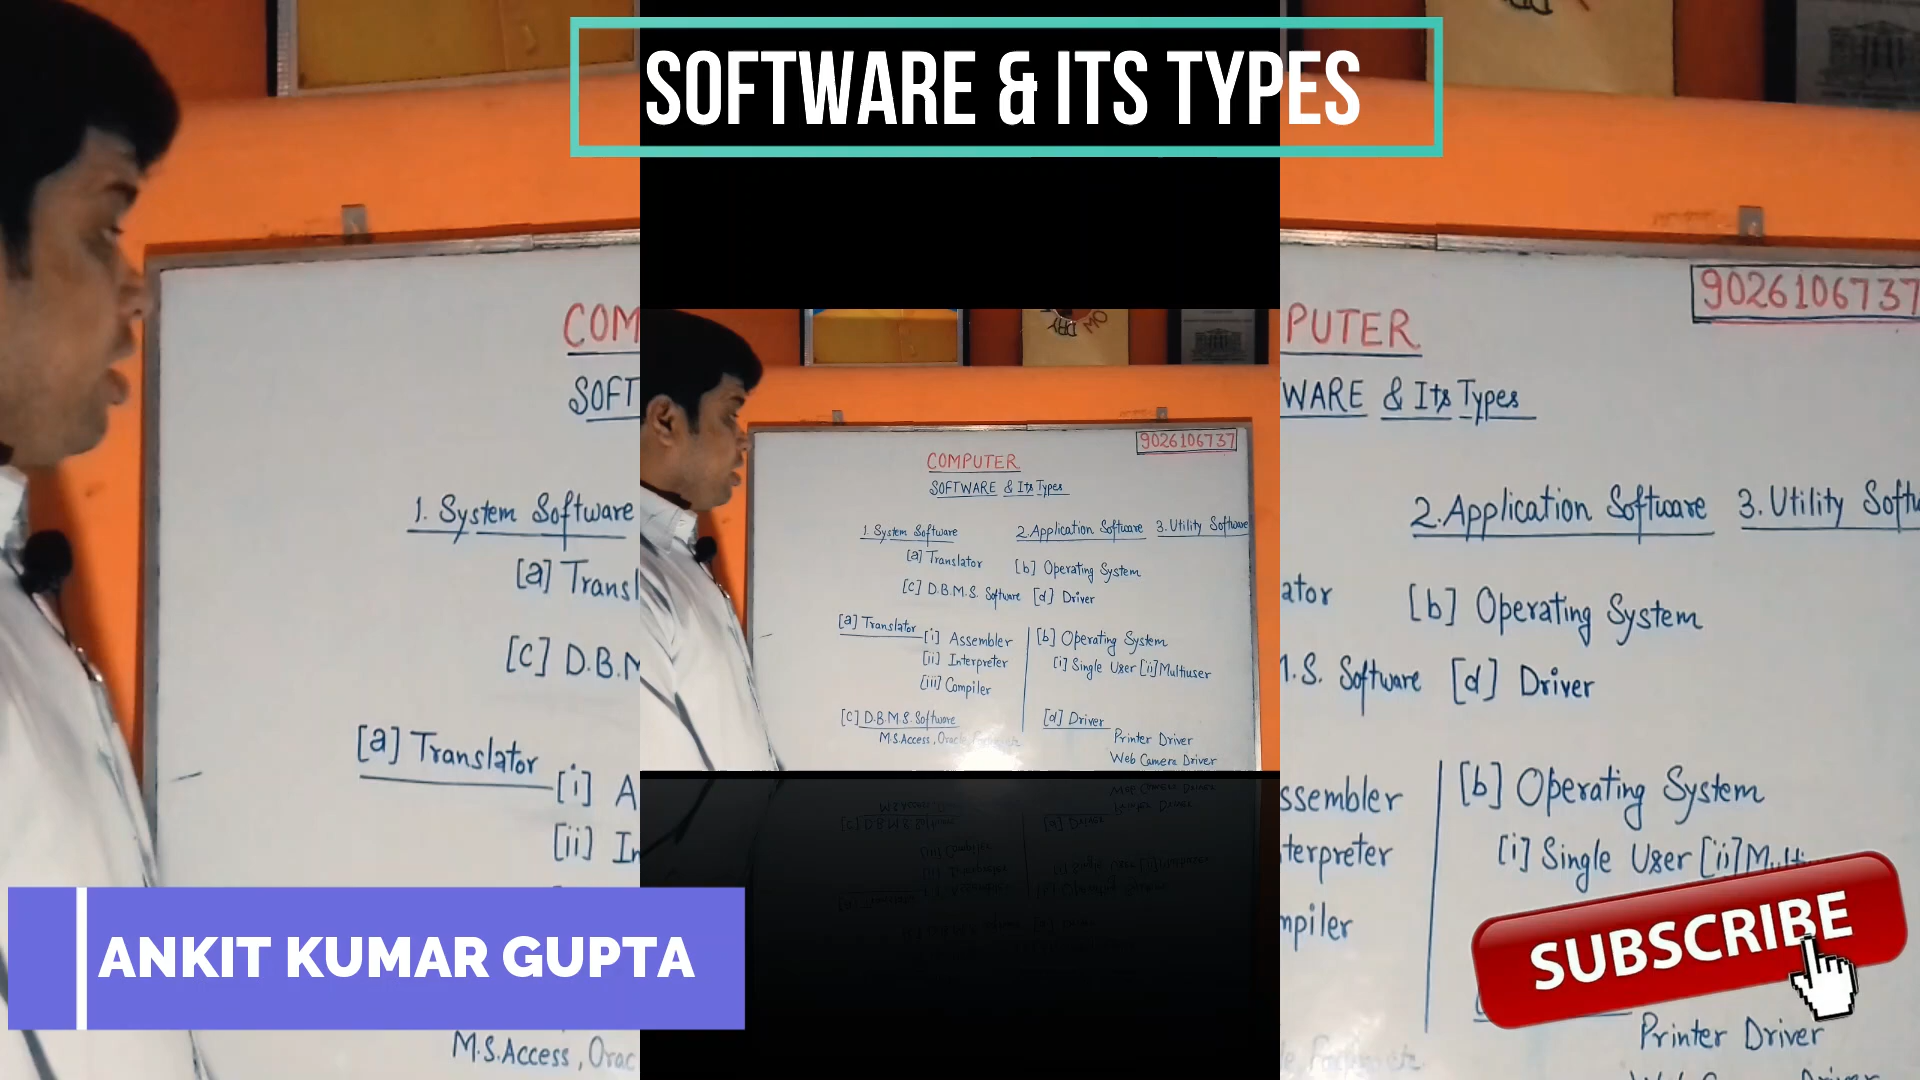 SOFTWARE & ITS TYPES
9026106737
COMPUTER
SOFTWARE & Its Types
1. System Software 2. Application Software 3. Utility Software
[a] Translator [b] Operating System
[c] D.B.M.S. Software [d] Driver
[a] Translator [i] Assembler
[ii] Interpreter
[iii] Compiler
[b] Operating System
[i] Single User [ii] Multiuser
[c] D.B.M.S. Software
M.S.Access, Oracle
[d] Driver
Printer Driver
Web Camera Driver
ANKIT KUMAR GUPTA
SUBSCRIBE